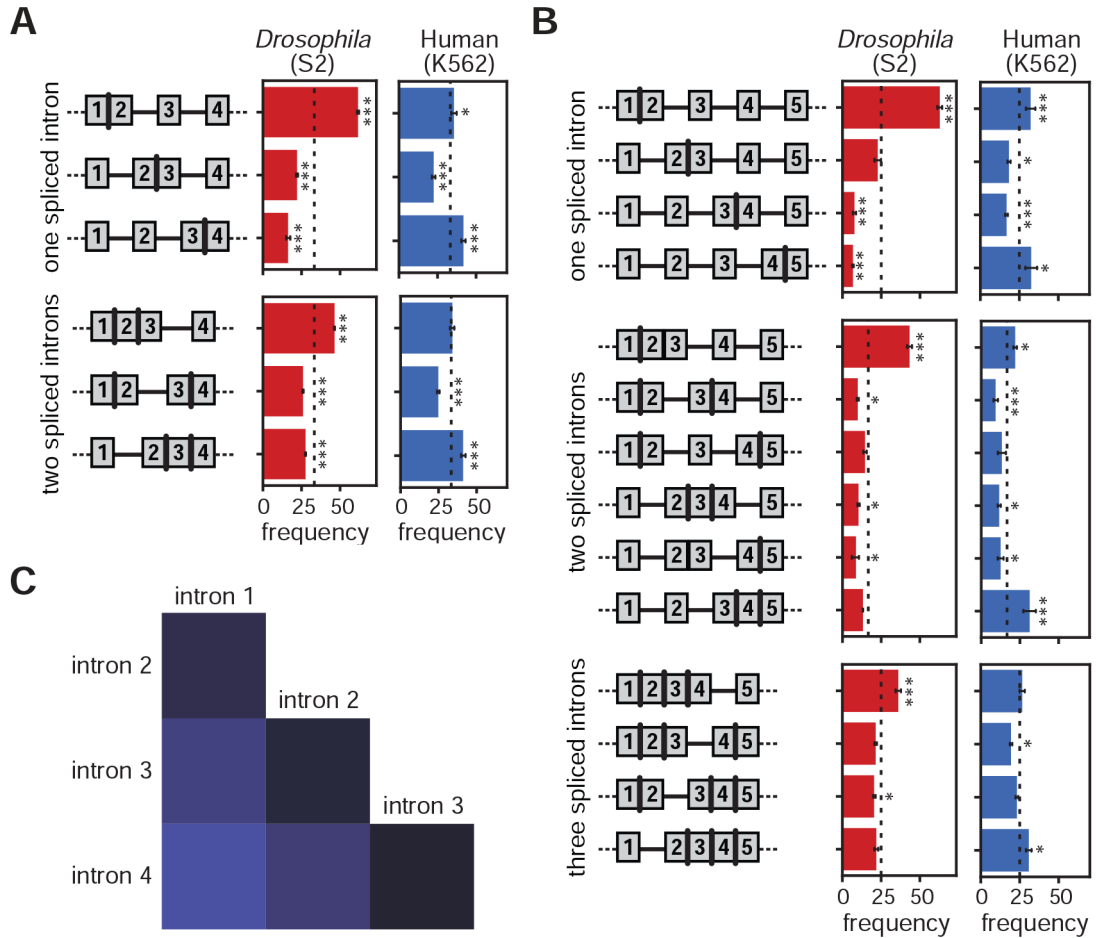 A
Drosophila
(S2)
Human
(K562)
one spliced intron
1 2 3 4
***
*
1 2 3 4
***
***
1 2 3 4
***
***
two spliced introns
1 2 3 4
***
1 2 3 4
***
***
1 2 3 4
***
***
0 50 0 50
frequency
B
Drosophila
(S2)
Human
(K562)
one spliced intron
1 2 3 4 5
***
***
1 2 3 4 5
*
1 2 3 4 5
***
***
1 2 3 4 5
***
*
two spliced introns
1 2 3 4 5
***
*
1 2 3 4 5
*
***
1 2 3 4 5
1 2 3 4 5
*
*
1 2 3 4 5
*
*
1 2 3 4 5
***
three spliced introns
1 2 3 4 5
***
1 2 3 4 5
*
1 2 3 4 5
*
1 2 3 4 5
*
0 25 50 0 25 50
frequency frequency
C
intron 1
intron 2
intron 2
intron 3
intron 3
intron 4